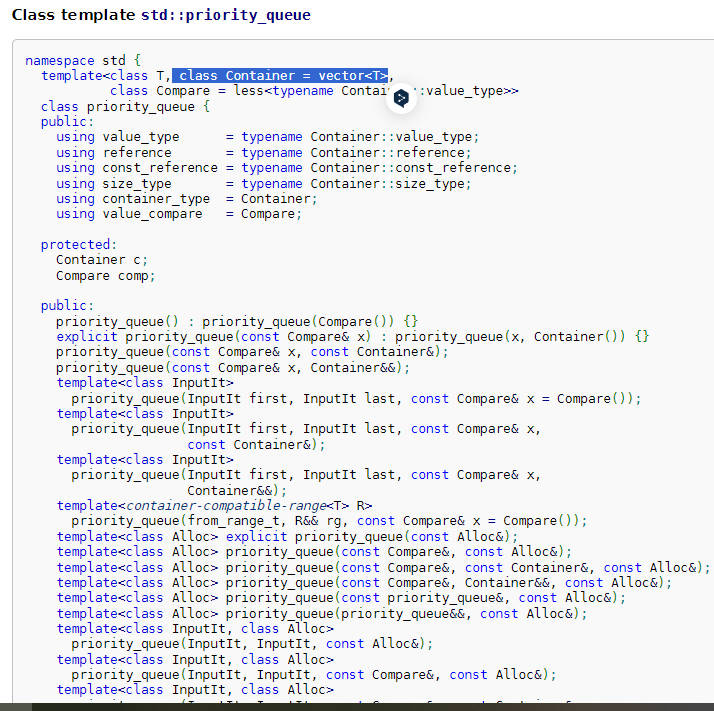 Class template std::priority_queue
namespace std {
  template<class T, class Container = vector<T>,
           class Compare = less<typename Contai ::value_type>>
  class priority_queue {
  public:
    using value_type      = typename Container::value_type;
    using reference       = typename Container::reference;
    using const_reference = typename Container::const_reference;
    using size_type       = typename Container::size_type;
    using container_type  = Container;
    using value_compare   = Compare;

  protected:
    Container c;
    Compare comp;

  public:
    priority_queue() : priority_queue(Compare()) {}
    explicit priority_queue(const Compare& x) : priority_queue(x, Container()) {}
    priority_queue(const Compare& x, const Container&);
    priority_queue(const Compare& x, Container&&);
    template<class InputIt>
      priority_queue(InputIt first, InputIt last, const Compare& x = Compare());
    template<class InputIt>
      priority_queue(InputIt first, InputIt last, const Compare& x,
                     const Container&);
    template<class InputIt>
      priority_queue(InputIt first, InputIt last, const Compare& x,
                     Container&&);
    template<container-compatible-range<T> R>
      priority_queue(from_range_t, R&& rg, const Compare& x = Compare());
    template<class Alloc> explicit priority_queue(const Alloc&);
    template<class Alloc> priority_queue(const Compare&, const Alloc&);
    template<class Alloc> priority_queue(const Compare&, const Container&, const Alloc&);
    template<class Alloc> priority_queue(const Compare&, Container&&, const Alloc&);
    template<class Alloc> priority_queue(const priority_queue&, const Alloc&);
    template<class Alloc> priority_queue(priority_queue&&, const Alloc&);
    template<class InputIt, class Alloc>
      priority_queue(InputIt, InputIt, const Alloc&);
    template<class InputIt, class Alloc>
      priority_queue(InputIt, InputIt, const Compare&, const Alloc&);
    template<class InputIt, class Alloc>